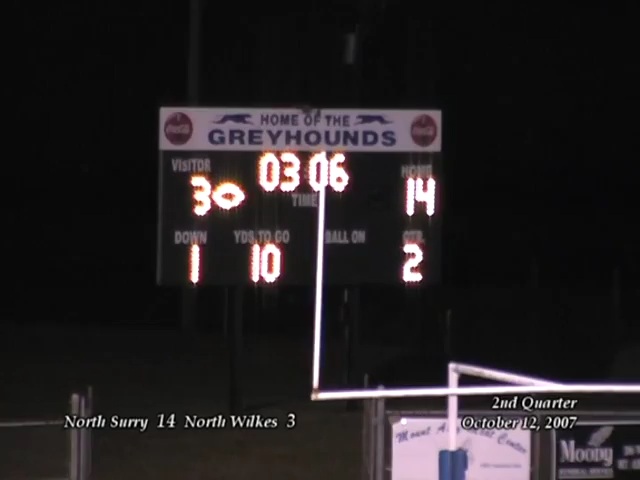 HOME OF THE
GREYHOUNDS
VISITOR 03 06 HOME
3 TIME 14
DOWN YDS TO GO BALL ON QTR.
1 10 2
2nd Quarter
North Surry 14 North Wilkes 3 October 12, 2007
Moody